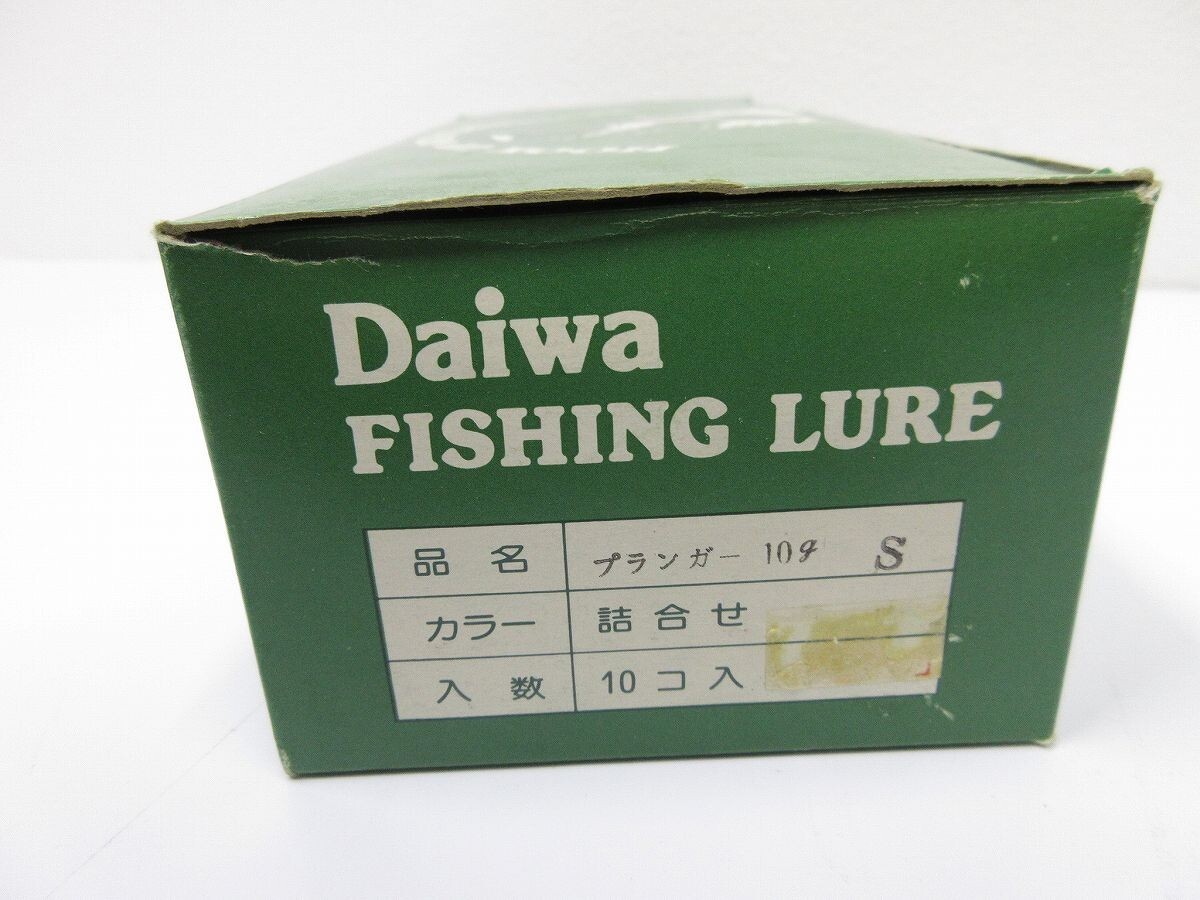 Daiwa
FISHING LURE
品名 プランガー 10g S
カラー 詰合せ
入数 10コ入